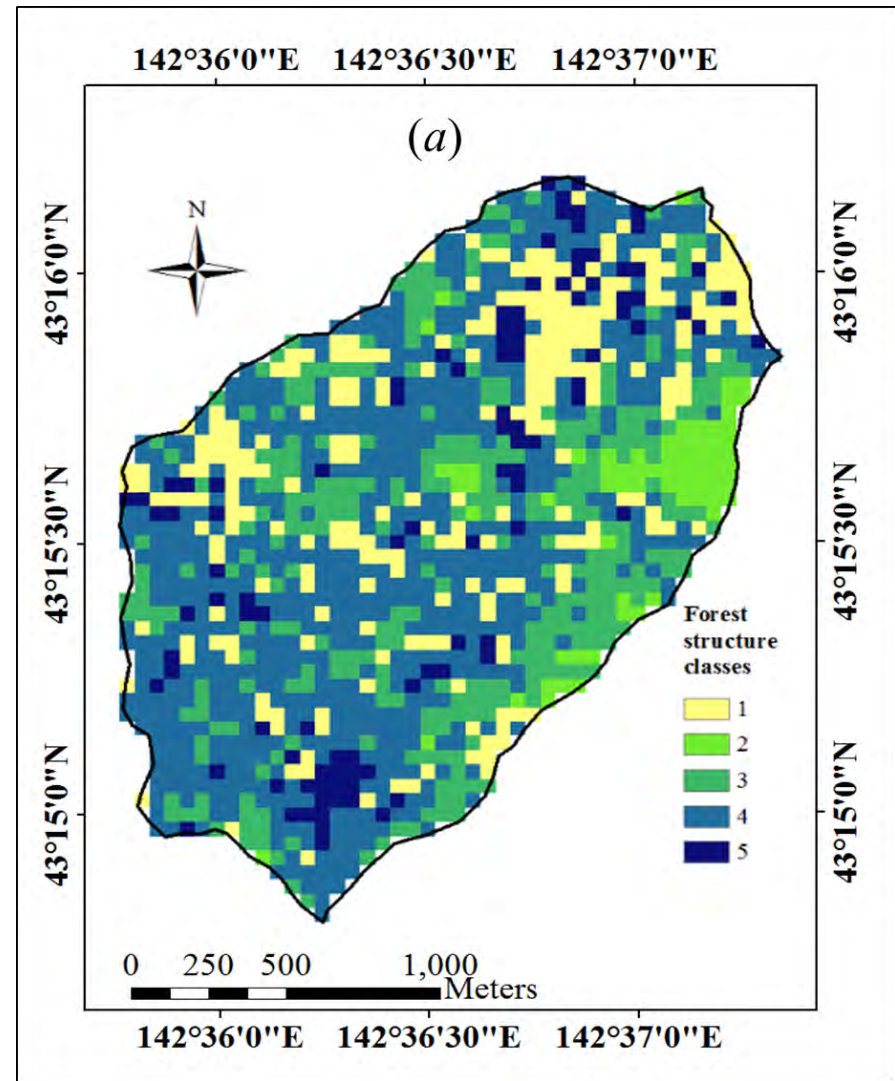 142°36'0"E 142°36'30"E 142°37'0"E
(a)
N
43°16'0"N 43°16'0"N
43°15'30"N 43°15'30"N
Forest
structure
classes
1
2
3
4
5
43°15'0"N 43°15'0"N
0 250 500 1,000
Meters
142°36'0"E 142°36'30"E 142°37'0"E